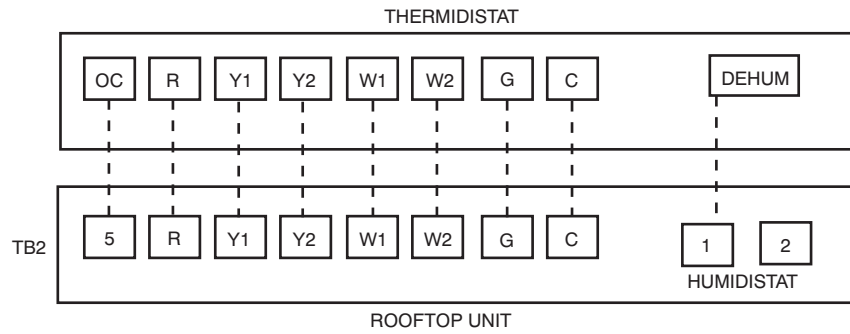 THERMIDISTAT
OC R Y1 Y2 W1 W2 G C DEHUM
TB2 5 R Y1 Y2 W1 W2 G C 1 2
HUMIDISTAT
ROOFTOP UNIT